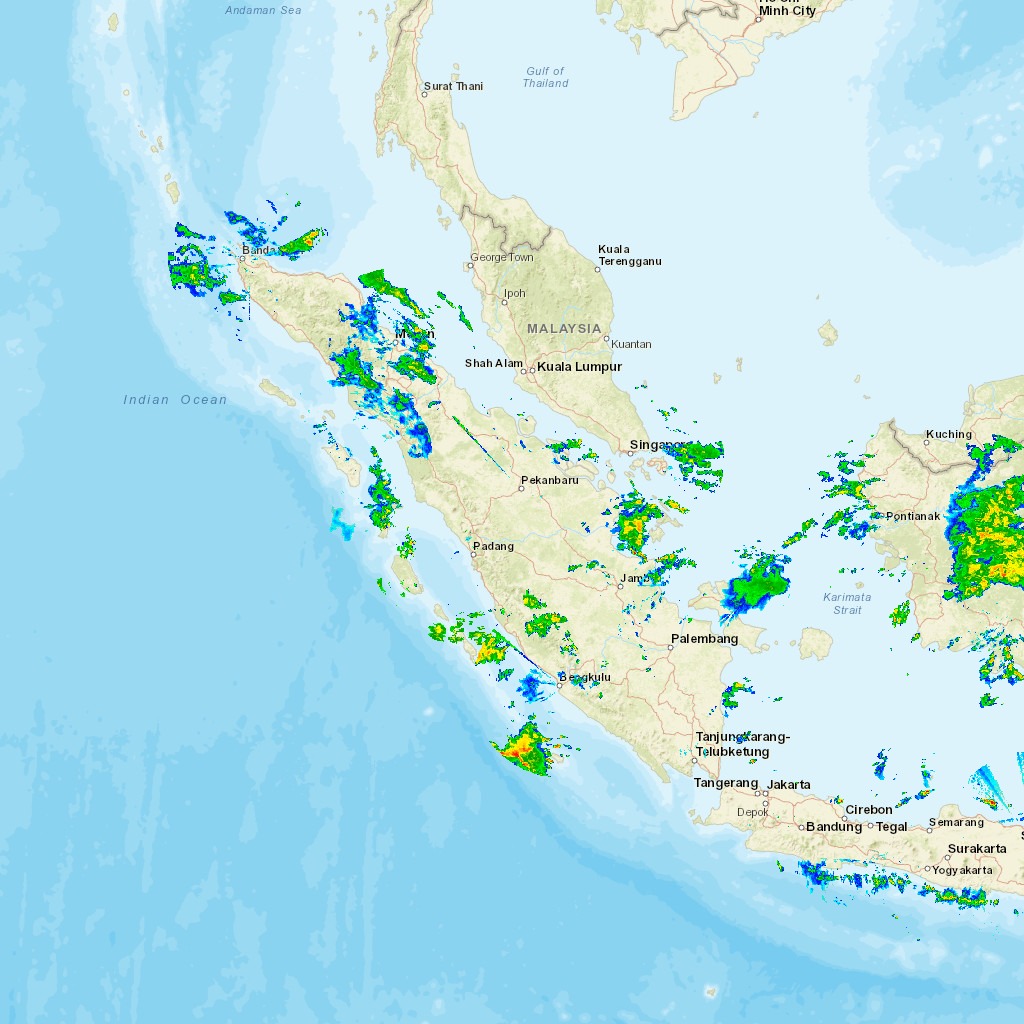 Andaman Sea
Minh City
Gulf of
Thailand
Surat Thani
Kuala
Terengganu
Banda
George Town
Ipoh
MALAYSIA
Kuantan
Shah Alam
Kuala Lumpur
Indian Ocean
Kuching
Singapore
Pekanbaru
Pontianak
Padang
Jambi
Karimata
Strait
Palembang
Bengkulu
Tanjungkarang-
Telubketung
Tangerang
Jakarta
Depok
Cirebon
Bandung
Tegal
Semarang
Surakarta
Yogyakarta